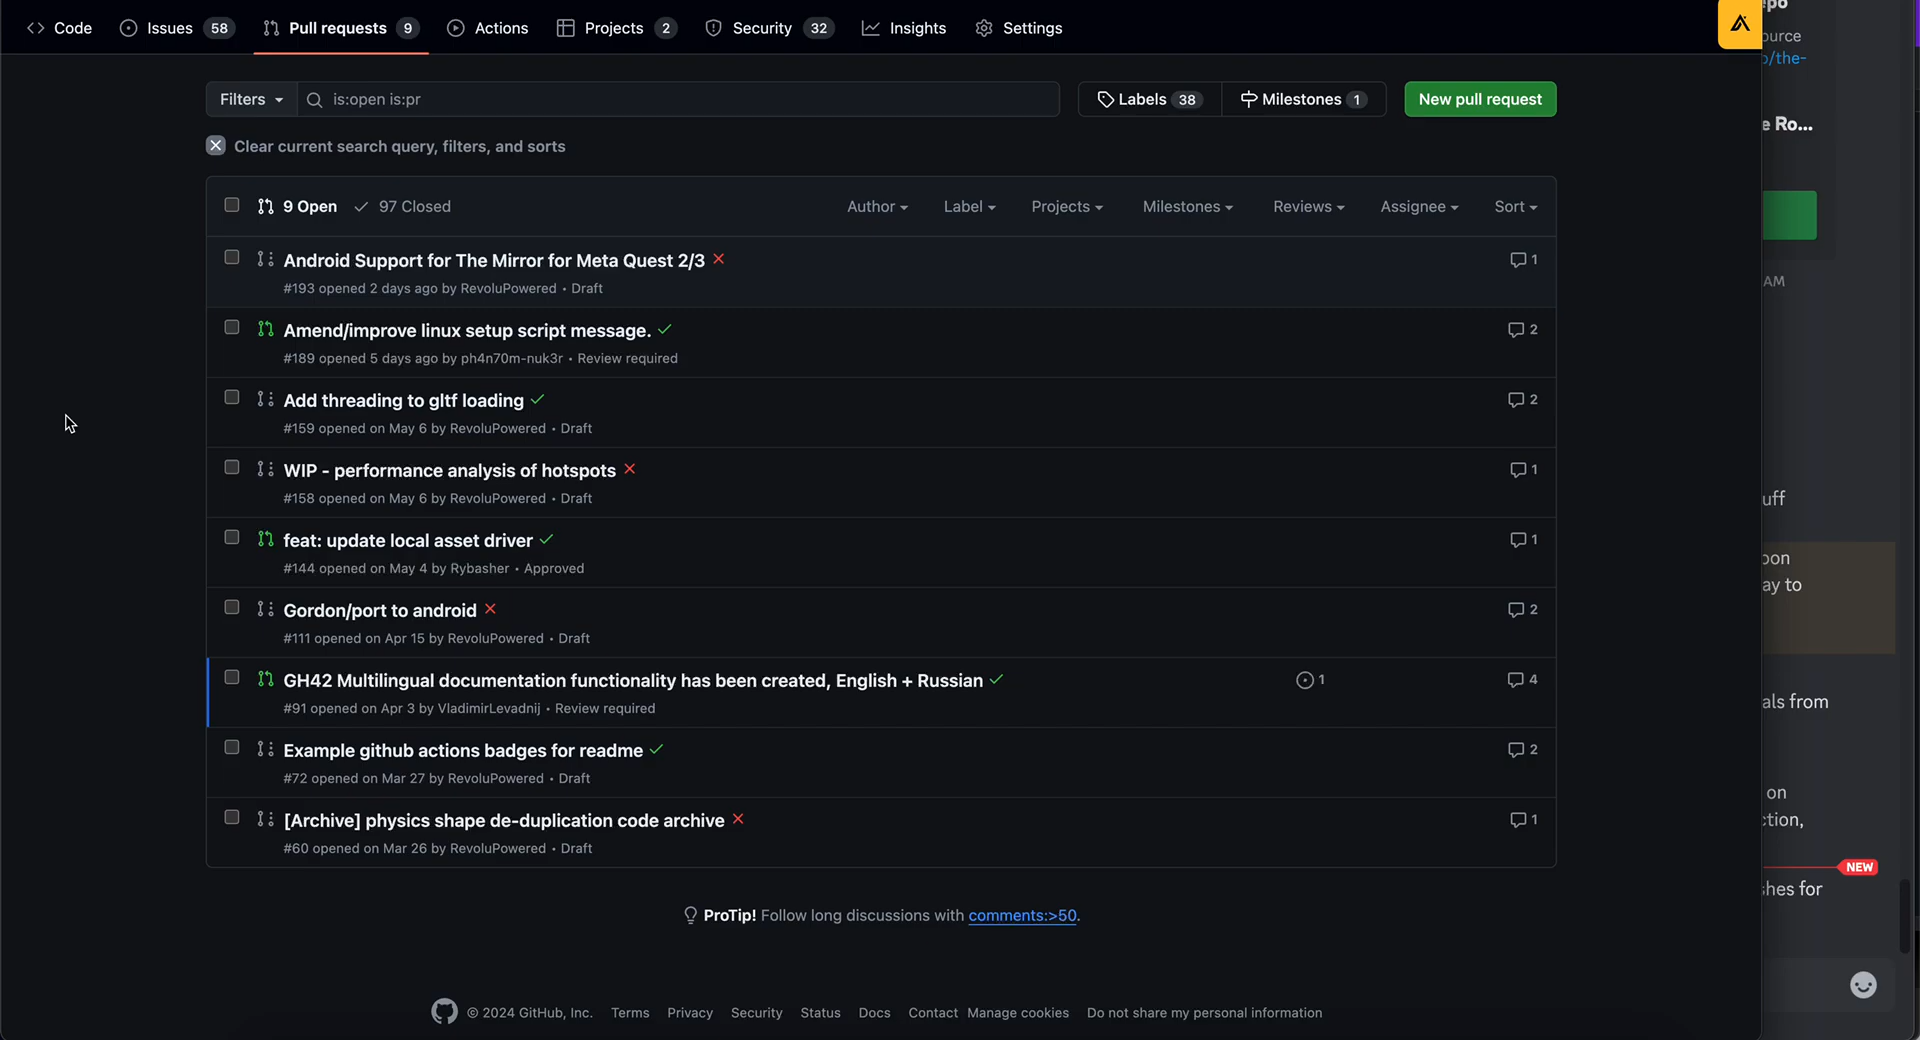 Code Issues 58 Pull requests 9 Actions Projects 2 Security 32 Insights Settings
Filters is:open is:pr Labels 38 Milestones 1 New pull request
Clear current search query, filters, and sorts
9 Open 97 Closed Author Label Projects Milestones Reviews Assignee Sort
Android Support for The Mirror for Meta Quest 2/3 1
#193 opened 2 days ago by RevoluPowered • Draft
Amend/improve linux setup script message. 2
#189 opened 5 days ago by ph4n70m-nuk3r • Review required
Add threading to gltf loading 2
#159 opened on May 6 by RevoluPowered • Draft
WIP - performance analysis of hotspots 1
#158 opened on May 6 by RevoluPowered • Draft
feat: update local asset driver 1
#144 opened on May 4 by Rybasher • Approved
Gordon/port to android 2
#111 opened on Apr 15 by RevoluPowered • Draft
GH42 Multilingual documentation functionality has been created, English + Russian 1 4
#91 opened on Apr 3 by VladimirLevadnij • Review required
Example github actions badges for readme 2
#72 opened on Mar 27 by RevoluPowered • Draft
[Archive] physics shape de-duplication code archive 1
#60 opened on Mar 26 by RevoluPowered • Draft
ProTip! Follow long discussions with comments:>50.
© 2024 GitHub, Inc. Terms Privacy Security Status Docs Contact Manage cookies Do not share my personal information
/the-
e Ro...
AM
uff
ay to
als from
on
ction,
NEW
shes for